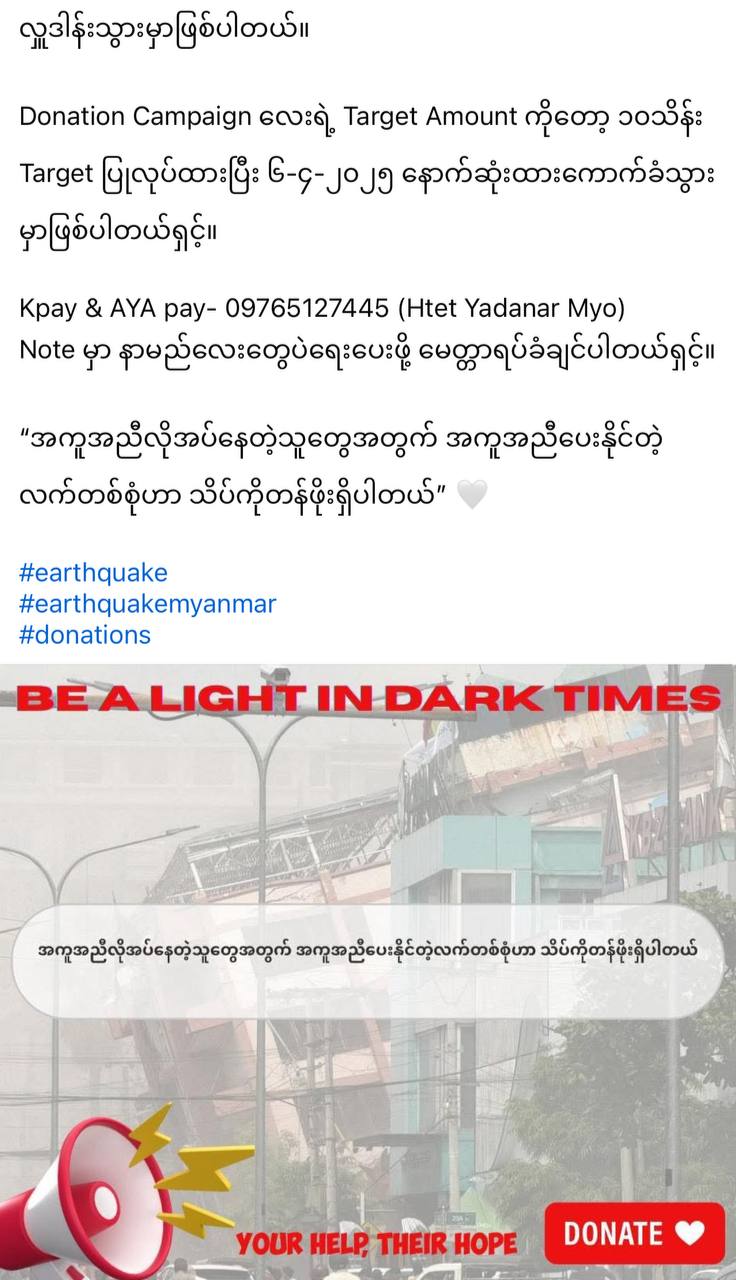 လှူဒါန်းသွားမှာဖြစ်ပါတယ်။
Donation Campaign လေးရဲ့ Target Amount ကိုတော့ ၁၀သိန်း
Target ပြုလုပ်ထားပြီး ၆-၄-၂၀၂၅ နောက်ဆုံးထားကောက်ခံသွား
မှာဖြစ်ပါတယ်ရှင့်။
Kpay & AYA pay- 09765127445 (Htet Yadanar Myo)
Note မှာ နာမည်လေးတွေပဲရေးပေးဖို့ မေတ္တာရပ်ခံချင်ပါတယ်ရှင့်။
“အကူအညီလိုအပ်နေတဲ့သူတွေအတွက် အကူအညီပေးနိုင်တဲ့
လက်တစ်စုံဟာ သိပ်ကိုတန်ဖိုးရှိပါတယ်” 🤍
#earthquake
#earthquakemyanmar
#donations
BE A LIGHT IN DARK TIMES
အကူအညီလိုအပ်နေတဲ့သူတွေအတွက် အကူအညီပေးနိုင်တဲ့လက်တစ်စုံဟာ သိပ်ကိုတန်ဖိုးရှိပါတယ်
YOUR HELP, THEIR HOPE
DONATE